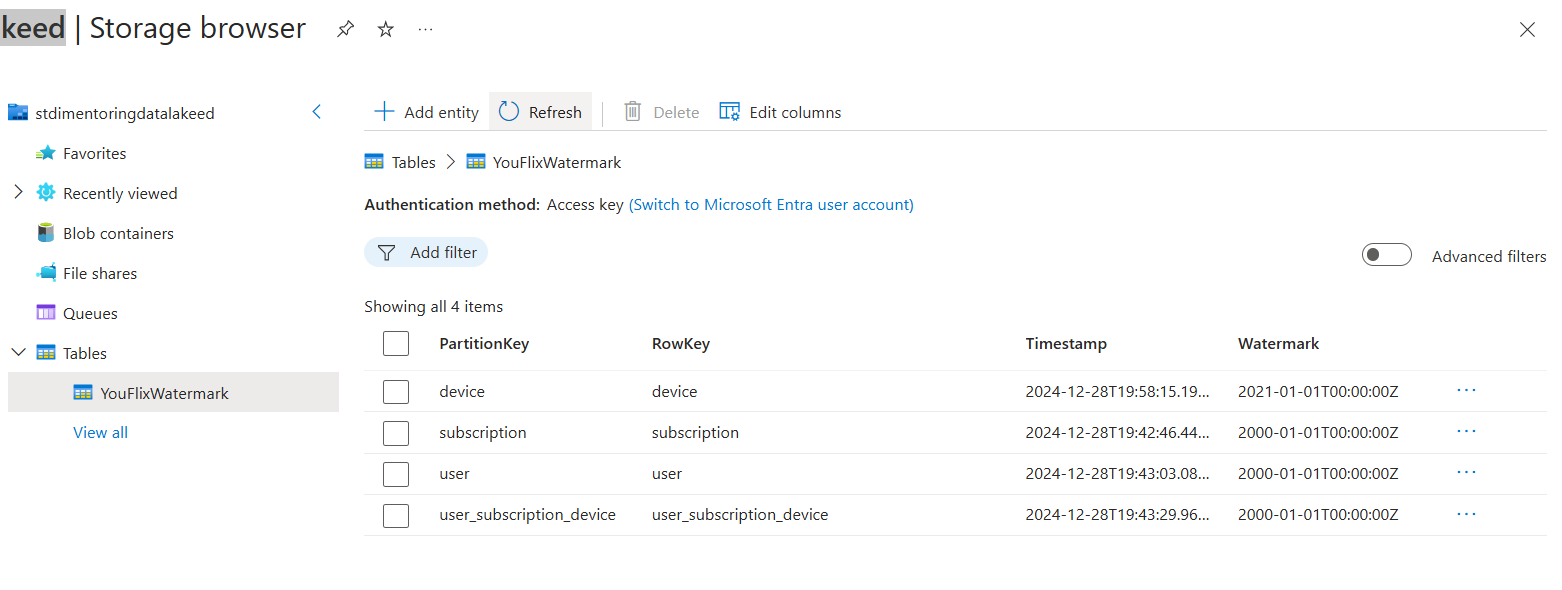 keed | Storage browser ...
stdimentoringdatalakeed
Favorites
Recently viewed
Blob containers
File shares
Queues
Tables
YouFlixWatermark
View all
Add entity Refresh Delete Edit columns
Tables > YouFlixWatermark
Authentication method: Access key (Switch to Microsoft Entra user account)
Add filter
Advanced filters
Showing all 4 items
PartitionKey RowKey Timestamp Watermark
device device 2024-12-28T19:58:15.19... 2021-01-01T00:00:00Z ...
subscription subscription 2024-12-28T19:42:46.44... 2000-01-01T00:00:00Z ...
user user 2024-12-28T19:43:03.08... 2000-01-01T00:00:00Z ...
user_subscription_device user_subscription_device 2024-12-28T19:43:29.96... 2000-01-01T00:00:00Z ...